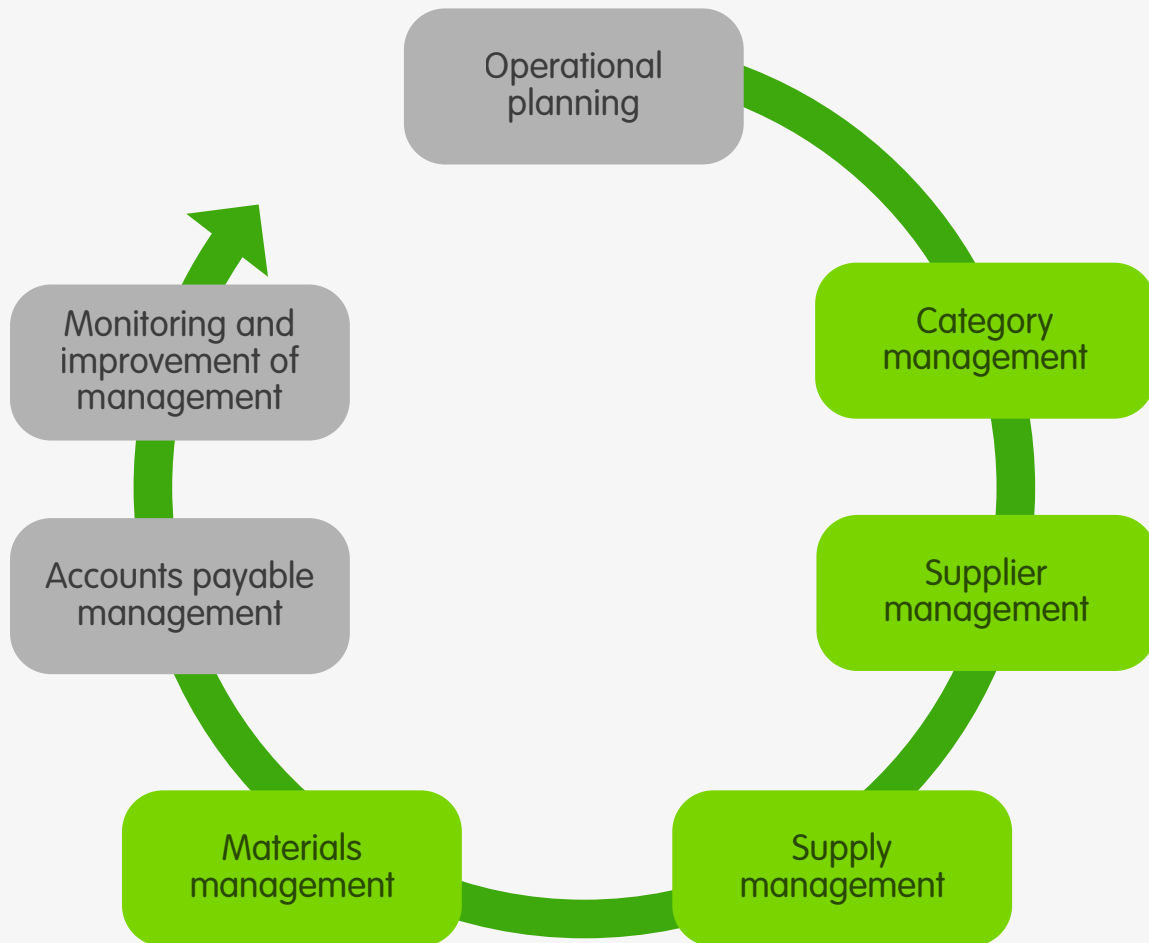 Operational
planning
Category
management
Supplier
management
Supply
management
Materials
management
Accounts payable
management
Monitoring and
improvement of
management